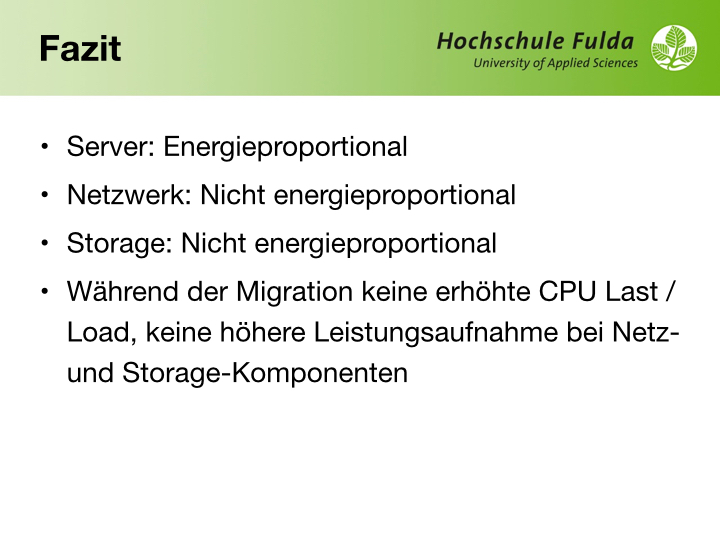 Fazit
Hochschule Fulda
University of Applied Sciences
• Server: Energieproportional
• Netzwerk: Nicht energieproportional
• Storage: Nicht energieproportional
• Während der Migration keine erhöhte CPU Last /
Load, keine höhere Leistungsaufnahme bei Netz-
und Storage-Komponenten